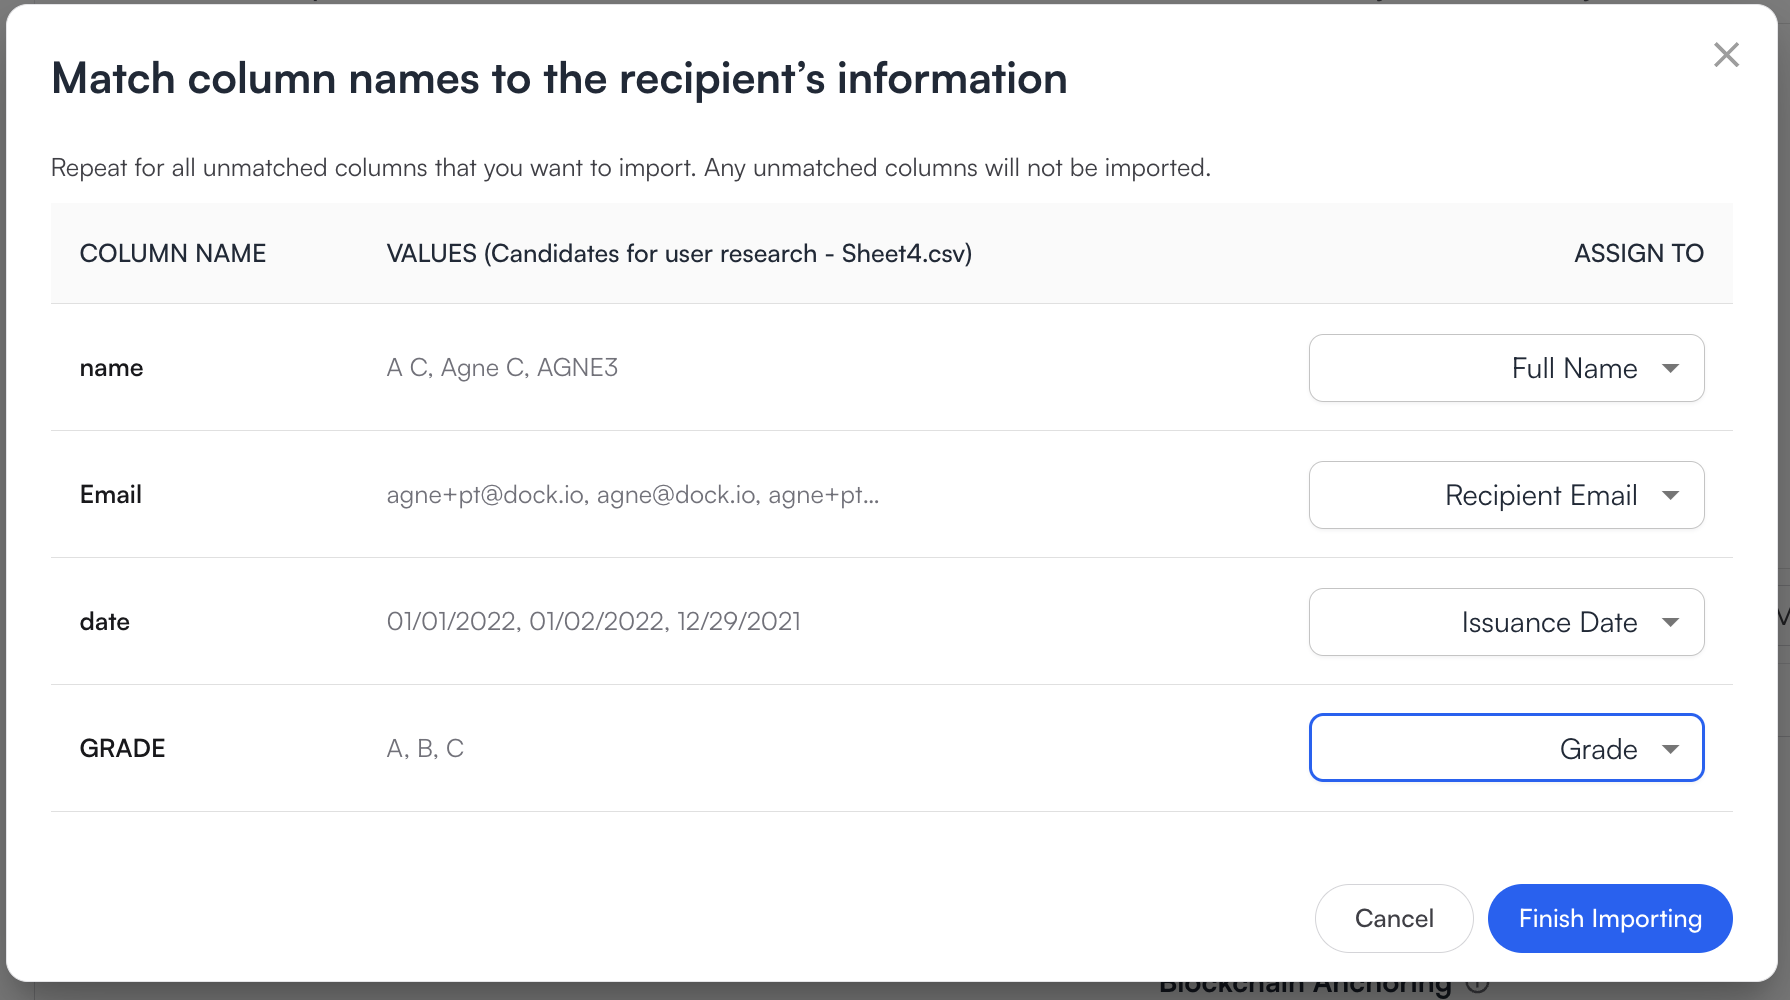 Match column names to the recipient’s information
Repeat for all unmatched columns that you want to import. Any unmatched columns will not be imported.
COLUMN NAME VALUES (Candidates for user research - Sheet4.csv) ASSIGN TO
name A C, Agne C, AGNE3 Full Name
Email agne+pt@dock.io, agne@dock.io, agne+pt... Recipient Email
date 01/01/2022, 01/02/2022, 12/29/2021 Issuance Date
GRADE A, B, C Grade
Cancel Finish Importing
Blockchain Anchoring